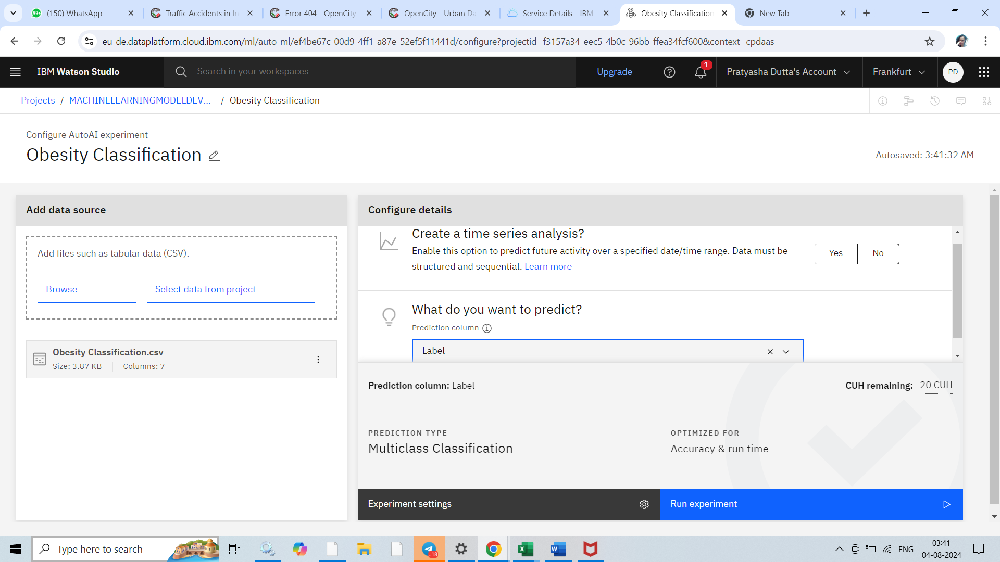 (150) WhatsApp
Traffic Accidents in In
Error 404 - OpenCity
OpenCity - Urban Da
Service Details - IBM
Obesity Classification
New Tab
eu-de.dataplatform.cloud.ibm.com/ml/auto-ml/ef4be67c-00d9-4ff1-a87e-52ef5f11441d/configure?projectid=f3157a34-eec5-4b0c-96bb-ffea34fcf600&context=cpdaas
IBM Watson Studio
Search in your workspaces
Upgrade
1
Pratyasha Dutta's Account
Frankfurt
PD
Projects / MACHINELEARNINGMODELDEV... / Obesity Classification
Configure AutoAI experiment
Obesity Classification
Autosaved: 3:41:32 AM
Add data source
Add files such as tabular data (CSV).
Browse
Select data from project
Obesity Classification.csv
Size: 3.87 KB
Columns: 7
Configure details
Create a time series analysis?
Enable this option to predict future activity over a specified date/time range. Data must be
structured and sequential. Learn more
Yes
No
What do you want to predict?
Prediction column
Label
Prediction column: Label
CUH remaining: 20 CUH
PREDICTION TYPE
Multiclass Classification
OPTIMIZED FOR
Accuracy & run time
Experiment settings
Run experiment
Type here to search
ENG
03:41
04-08-2024